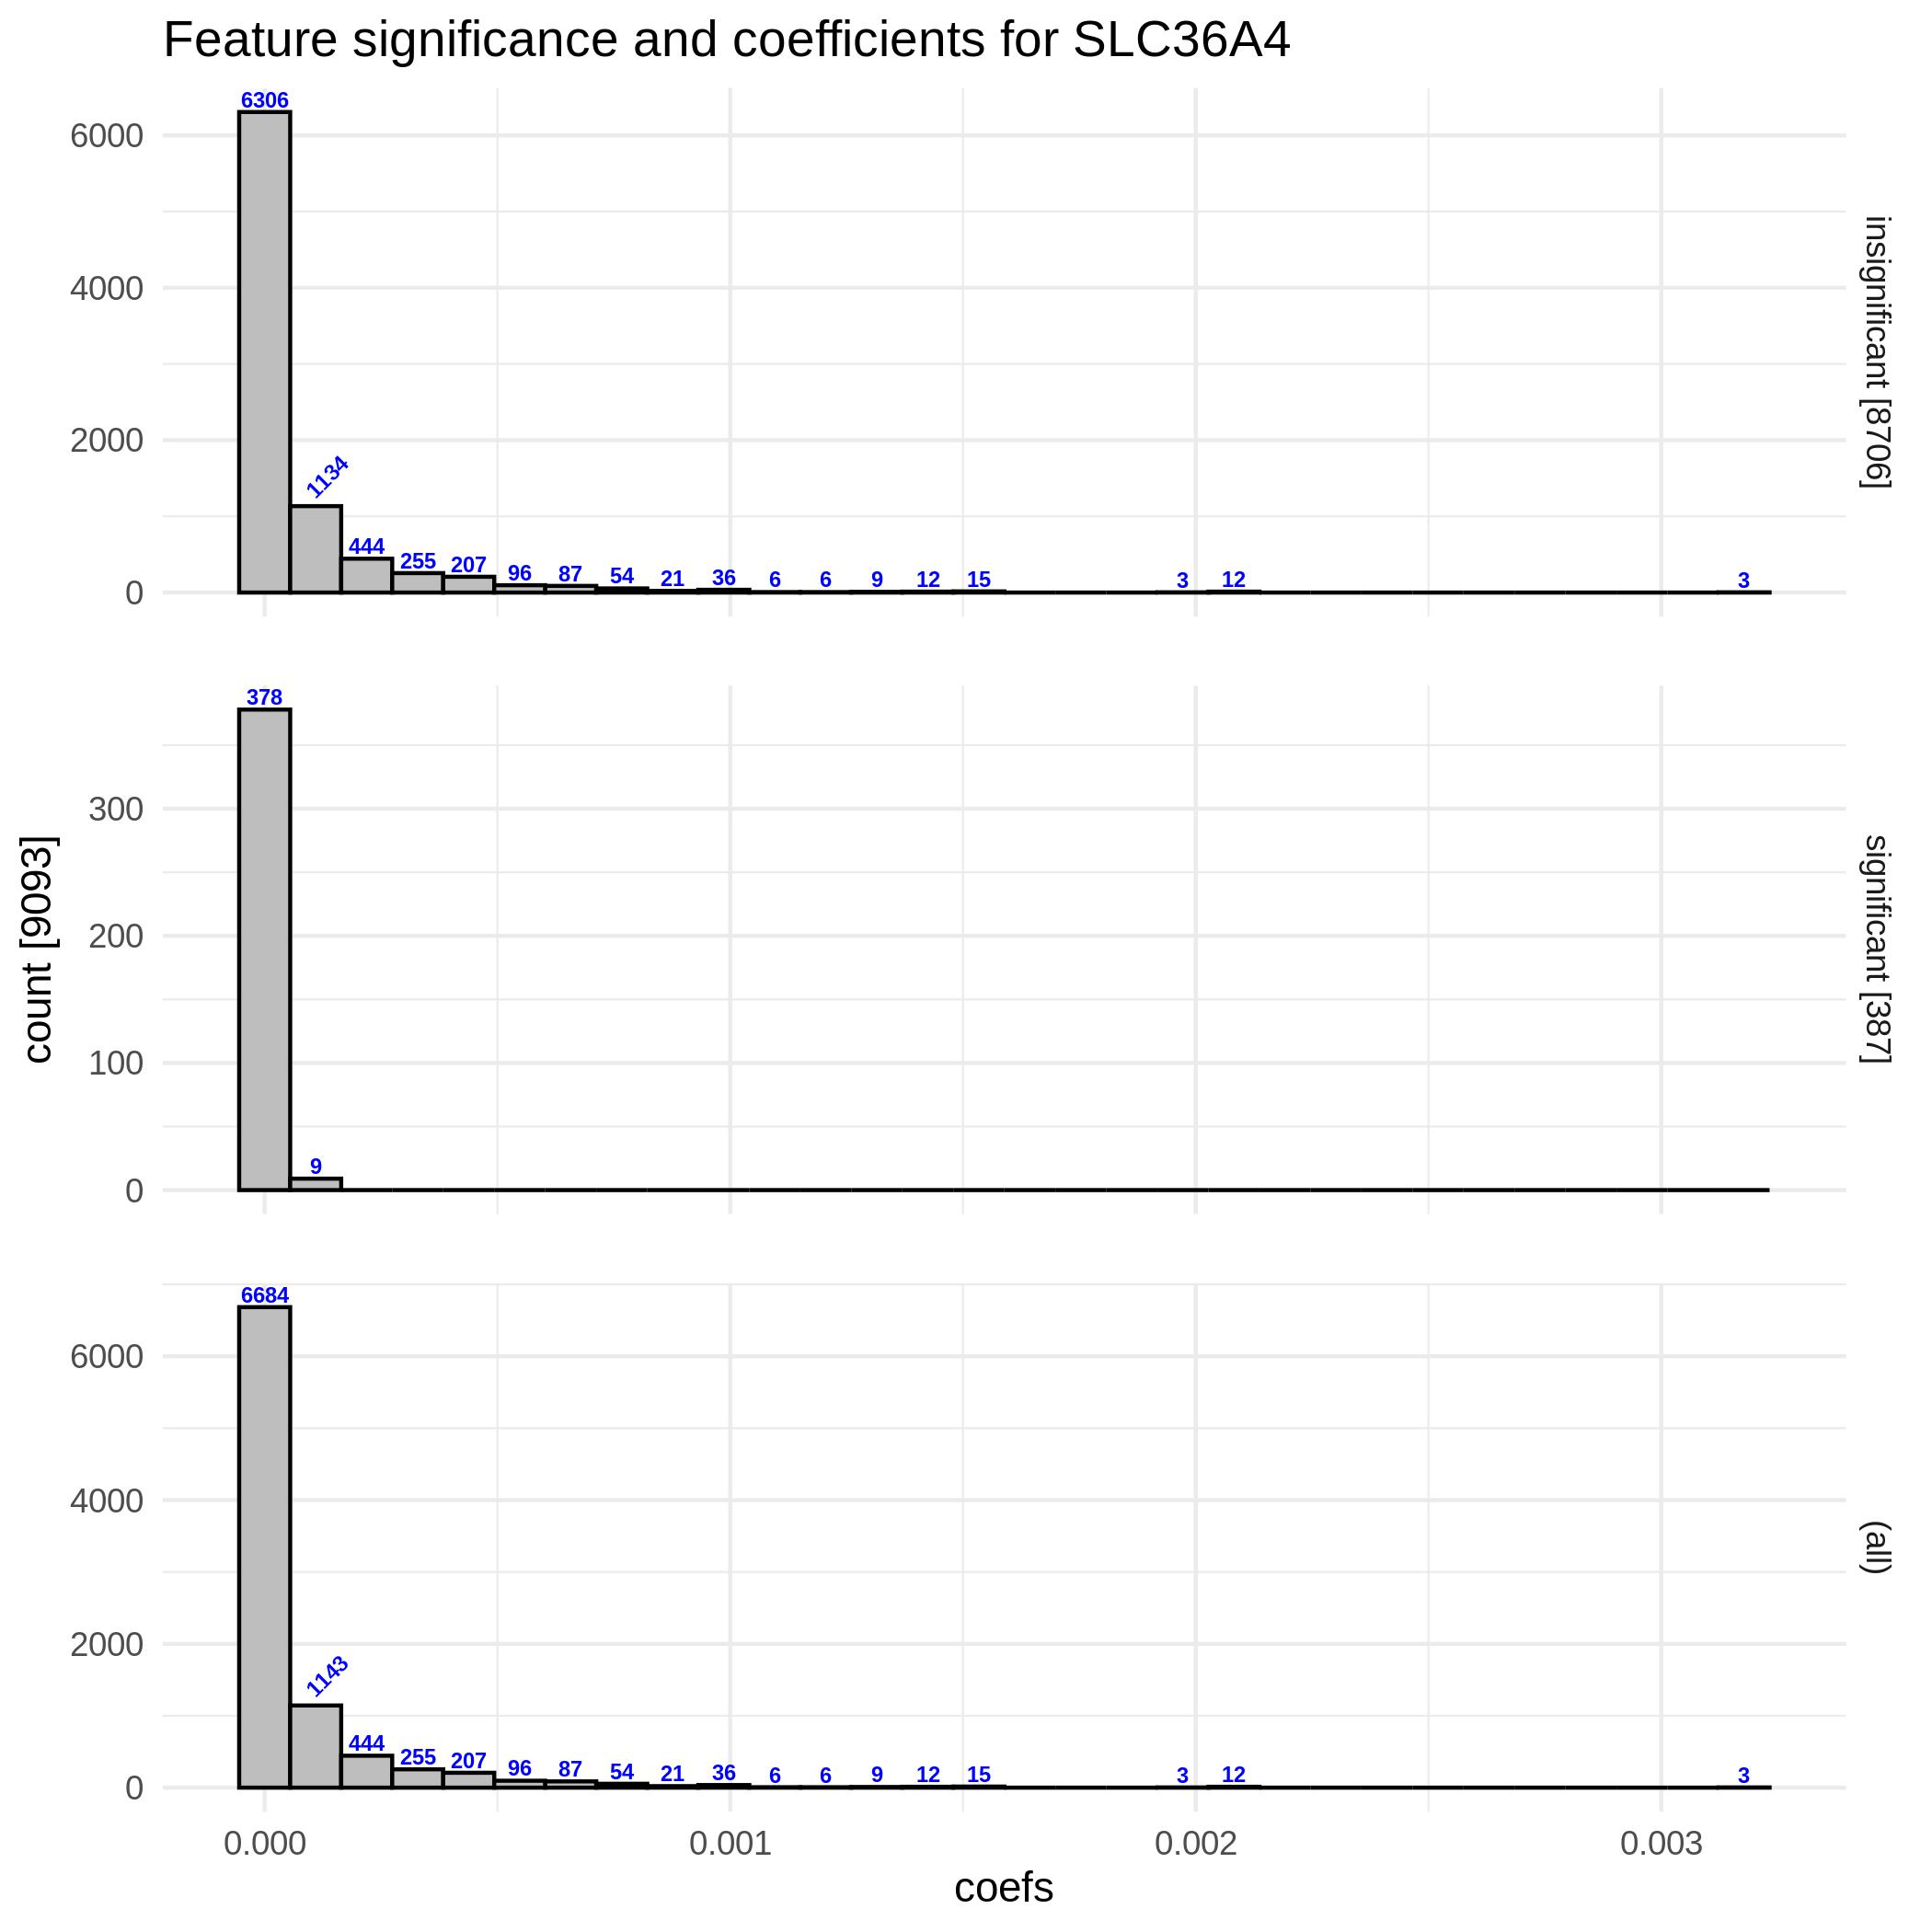 Feature significance and coefficients for SLC36A4
6306
6000
4000
2000
0
1134
444 255 207 96 87 54 21 36 6 6 9 12 15 3 12 3
insignificant [8706]
378
300
200
100
0
9
significant [387]
count [9093]
6684
6000
4000
2000
0
1143
444 255 207 96 87 54 21 36 6 6 9 12 15 3 12 3
(all)
0.000 0.001 0.002 0.003
coefs